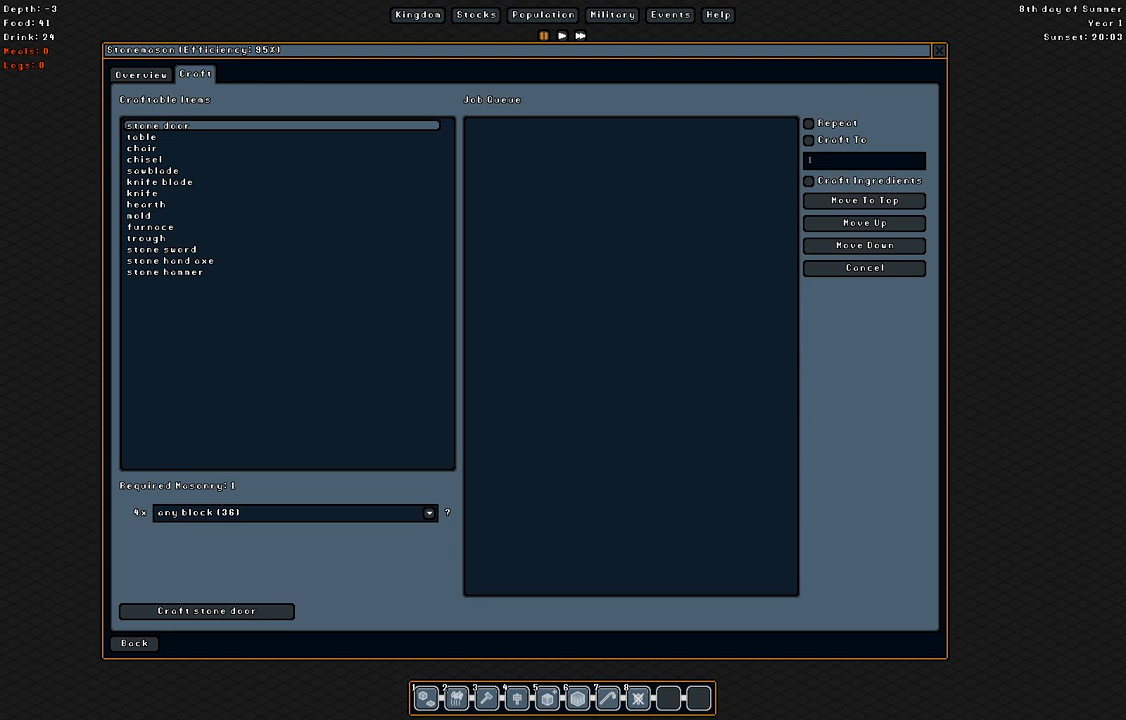 Depth: -3
Food: 41
Drink: 24
Meals: 0
Logs: 0
Kingdom
Stocks
Population
Military
Events
Help
8th day of Summer
Year 1
Sunset: 20:03
Stonemason (Efficiency: 95%)
X
Overview
Craft
Craftable Items
Job Queue
stone door
table
chair
chisel
sawblade
knife blade
knife
hearth
mold
furnace
trough
stone sword
stone hand axe
stone hammer
Repeat
Craft To
1
Craft Ingredients
Move To Top
Move Up
Move Down
Cancel
Required Masonry: 1
4x any block (36) ?
Craft stone door
Back
1 2 3 4 5 6 7 8